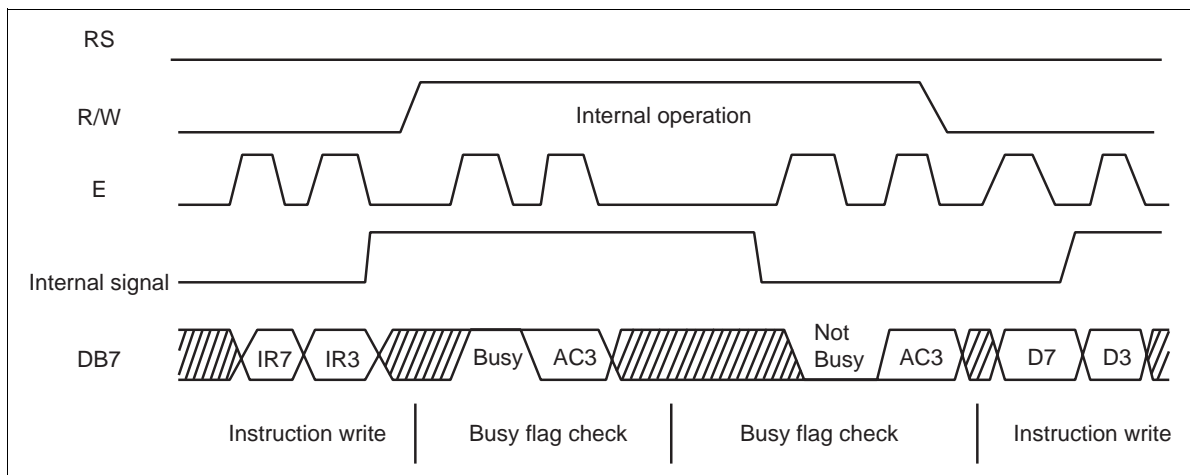 RS
R/W
Internal operation
E
Internal signal
DB7
IR7
IR3
Busy
AC3
Not
Busy
AC3
D7
D3
Instruction write
Busy flag check
Busy flag check
Instruction write